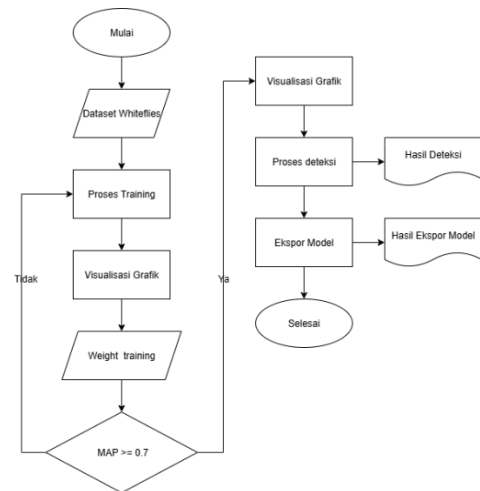 Mulai
Dataset Whiteflies
Proses Training
Visualisasi Grafik
Weight training
MAP >= 0.7
Tidak
Ya
Visualisasi Grafik
Proses deteksi
Hasil Deteksi
Ekspor Model
Hasil Ekspor Model
Selesai